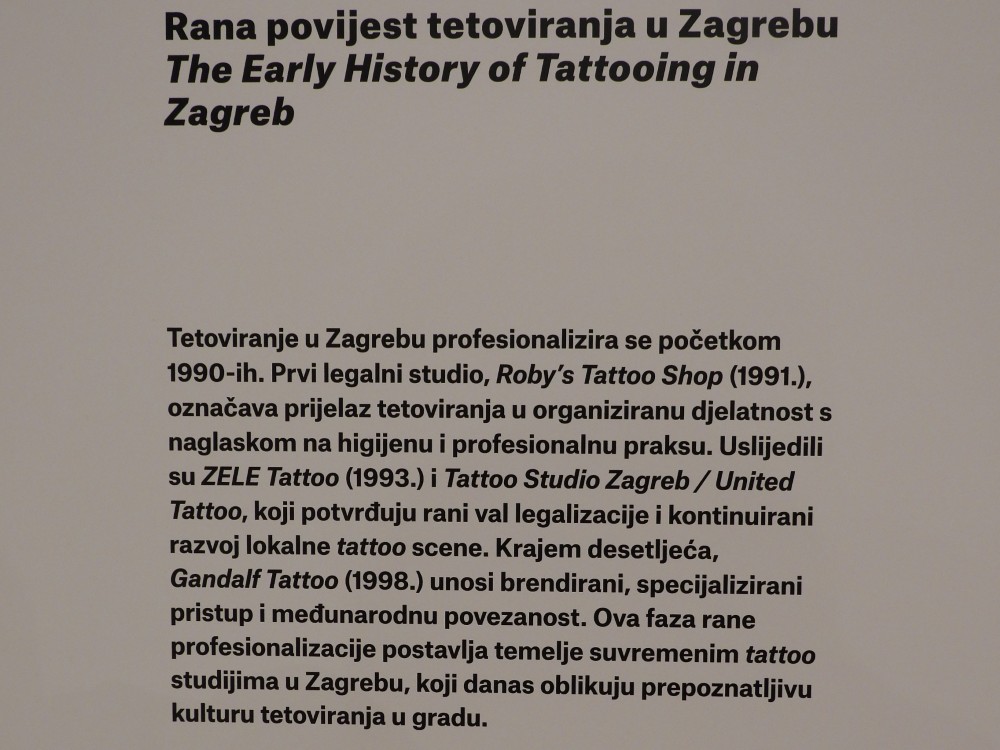 Rana povijest tetoviranja u Zagrebu
The Early History of Tattooing in
Zagreb
Tetoviranje u Zagrebu profesionalizira se početkom
1990-ih. Prvi legalni studio, Roby’s Tattoo Shop (1991.),
označava prijelaz tetoviranja u organiziranu djelatnost s
naglaskom na higijenu i profesionalnu praksu. Uslijedili
su ZELE Tattoo (1993.) i Tattoo Studio Zagreb / United
Tattoo, koji potvrđuju rani val legalizacije i kontinuirani
razvoj lokalne tattoo scene. Krajem desetljeća,
Gandalf Tattoo (1998.) unosi brendirani, specijalizirani
pristup i međunarodnu povezanost. Ova faza rane
profesionalizacije postavlja temelje suvremenim tattoo
studijima u Zagrebu, koji danas oblikuju prepoznatljivu
kulturu tetoviranja u gradu.